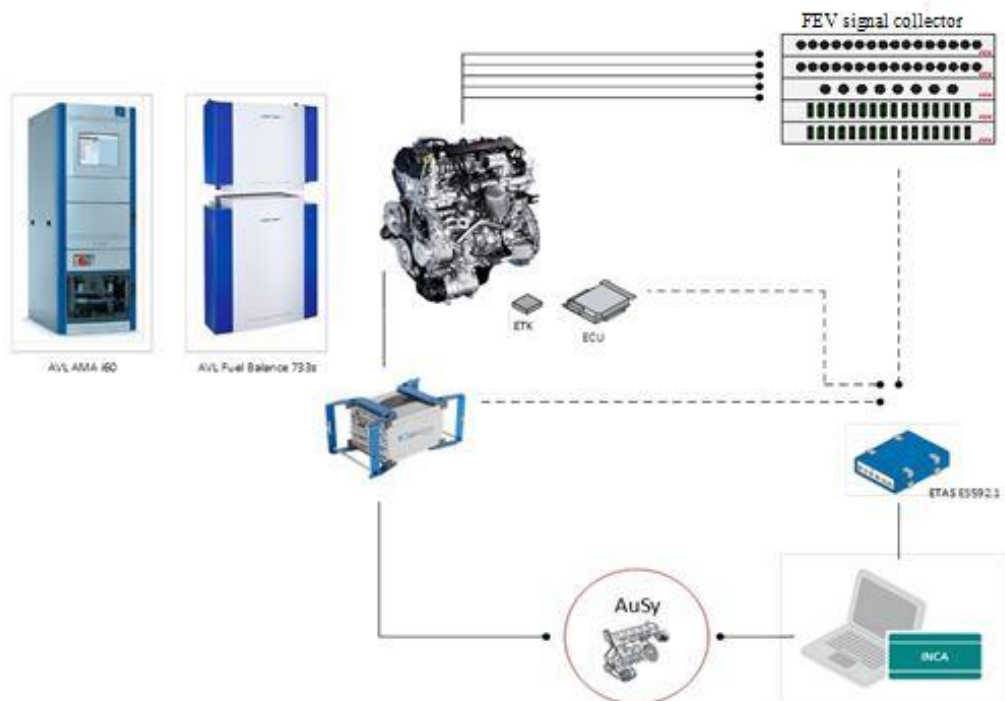 FEV signal collector
AVL AMA i60
AVL Fuel Balance 733s
ETK
ECU
ETAS ES592.1
AuSy
INCA